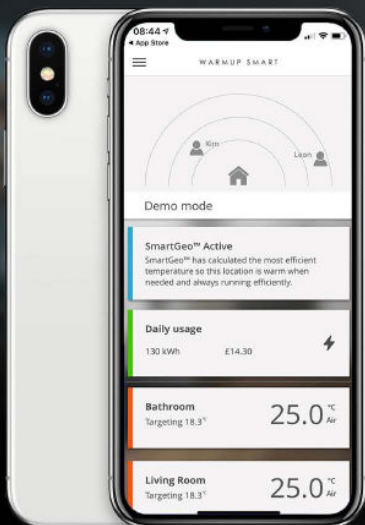 08:44
◀ App Store
WARMUP SMART
Kim
Leon
Demo mode
SmartGeo™ Active
SmartGeo™ has calculated the most efficient
temperature so this location is warm when
needed and always running efficiently.
Daily usage
130 kWh £14.30
Bathroom
Targeting 18.3°
25.0 °C Air
Living Room
Targeting 18.3°
25.0 °C Air